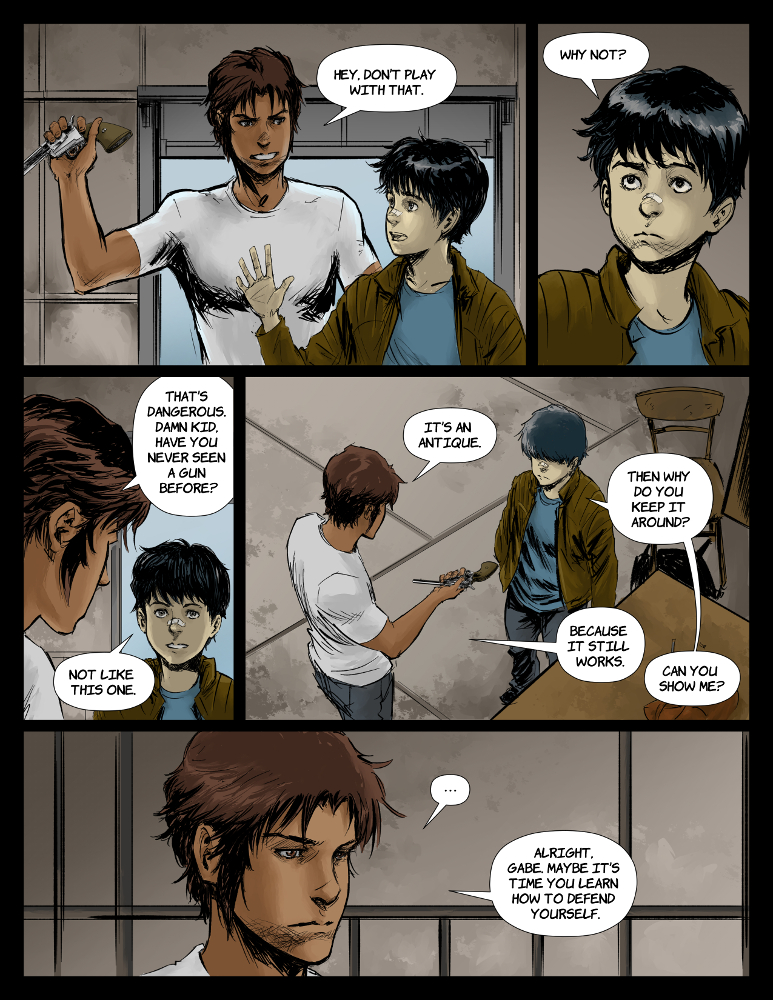 HEY, DON'T PLAY
WITH THAT.
WHY NOT?
THAT'S
DANGEROUS.
DAMN KID,
HAVE YOU
NEVER SEEN
A GUN
BEFORE?
NOT LIKE
THIS ONE.
IT'S AN
ANTIQUE.
THEN WHY
DO YOU
KEEP IT
AROUND?
BECAUSE
IT STILL
WORKS.
CAN YOU
SHOW ME?
...
ALRIGHT,
GABE. MAYBE IT'S
TIME YOU LEARN
HOW TO DEFEND
YOURSELF.